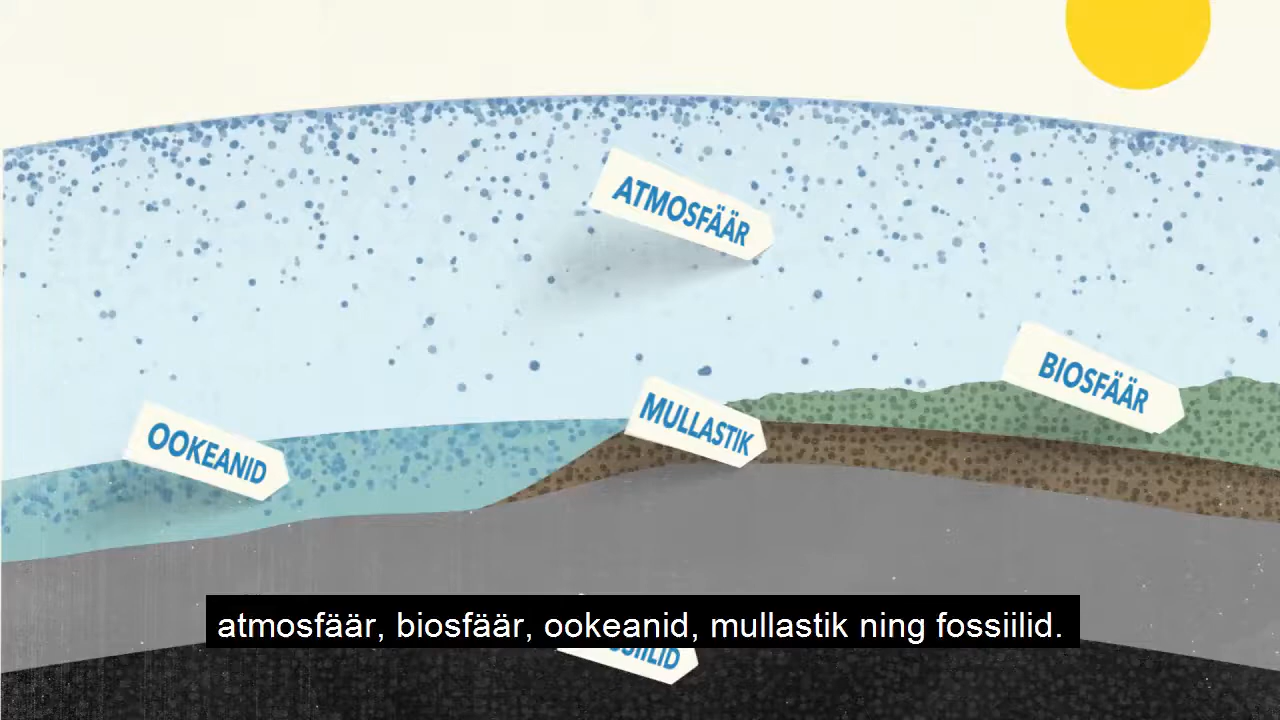 ATMOSFÄÄR
BIOSFÄÄR
MULLASTIK
OOKEANID
atmosfäär, biosfäär, ookeanid, mullastik ning fossiilid.